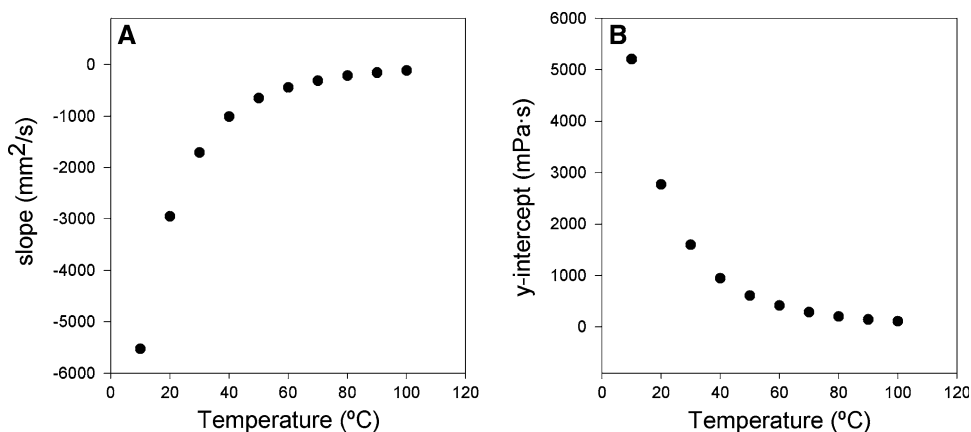 A
slope (mm²/s)
0
-1000
-2000
-3000
-4000
-5000
-6000
0 20 40 60 80 100 120
Temperature (ºC)
B
y-intercept (mPa·s)
6000
5000
4000
3000
2000
1000
0
0 20 40 60 80 100 120
Temperature (ºC)